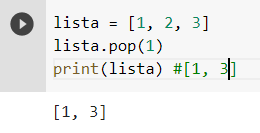 lista = [1, 2, 3]
lista.pop(1)
print(lista) #[1, 3]
[1, 3]